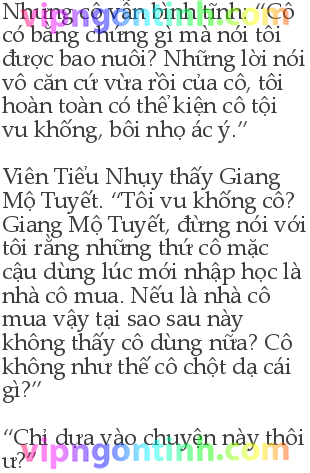 Nhưng cô vẫn bình tĩnh: “Cô
có bằng chứng gì mà nói tôi
được bao nuôi? Những lời nói
vô căn cứ vừa rồi của cô, tôi
hoàn toàn có thể kiện cô tội
vu khống, bôi nhọ ác ý.”
Viên Tiểu Nhụy thấy Giang
Mộ Tuyết. “Tôi vu khống cô?
Giang Mộ Tuyết, đừng nói với
tôi rằng những thứ cô mặc
cậu dùng lúc mới nhập học là
nhà cô mua. Nếu là nhà cô
mua vậy tại sao sau này
không thấy cô dùng nữa? Cô
không như thế cô chột dạ cái
gì?”
“Chỉ dựa vào chuyện này thôi
ư?”
vipngontinh.com
vipngontinh.com